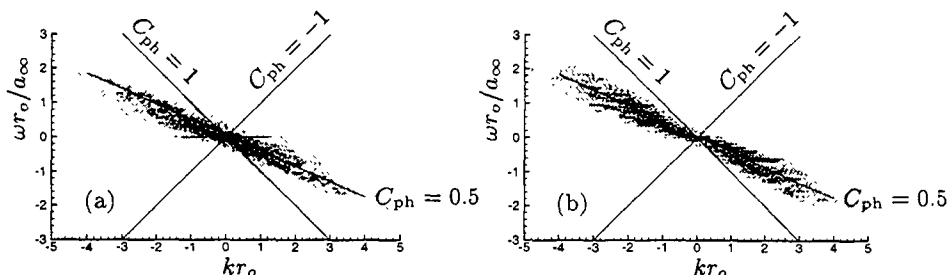 C_ph = 1
C_ph = −1
ωr_o/a_∞
3
2
1
0
-1
-2
-3
(a)
C_ph = 0.5
-5 -4 -3 -2 -1 0 1 2 3 4 5
kr_o
C_ph = 1
C_ph = −1
ωr_o/a_∞
3
2
1
0
-1
-2
-3
(b)
C_ph = 0.5
-5 -4 -3 -2 -1 0 1 2 3 4 5
kr_o